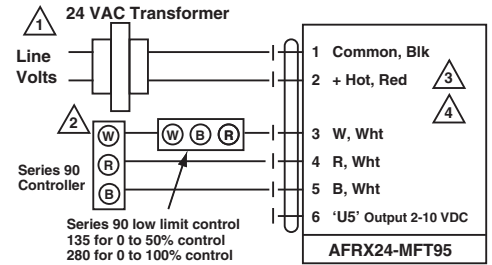 24 VAC Transformer
1
Line
Volts
1 Common, Blk
2 + Hot, Red
3
4
2
W
R
B
W B R
3 W, Wht
4 R, Wht
5 B, Wht
6 'U5' Output 2-10 VDC
Series 90
Controller
Series 90 low limit control
135 for 0 to 50% control
280 for 0 to 100% control
AFRX24-MFT95